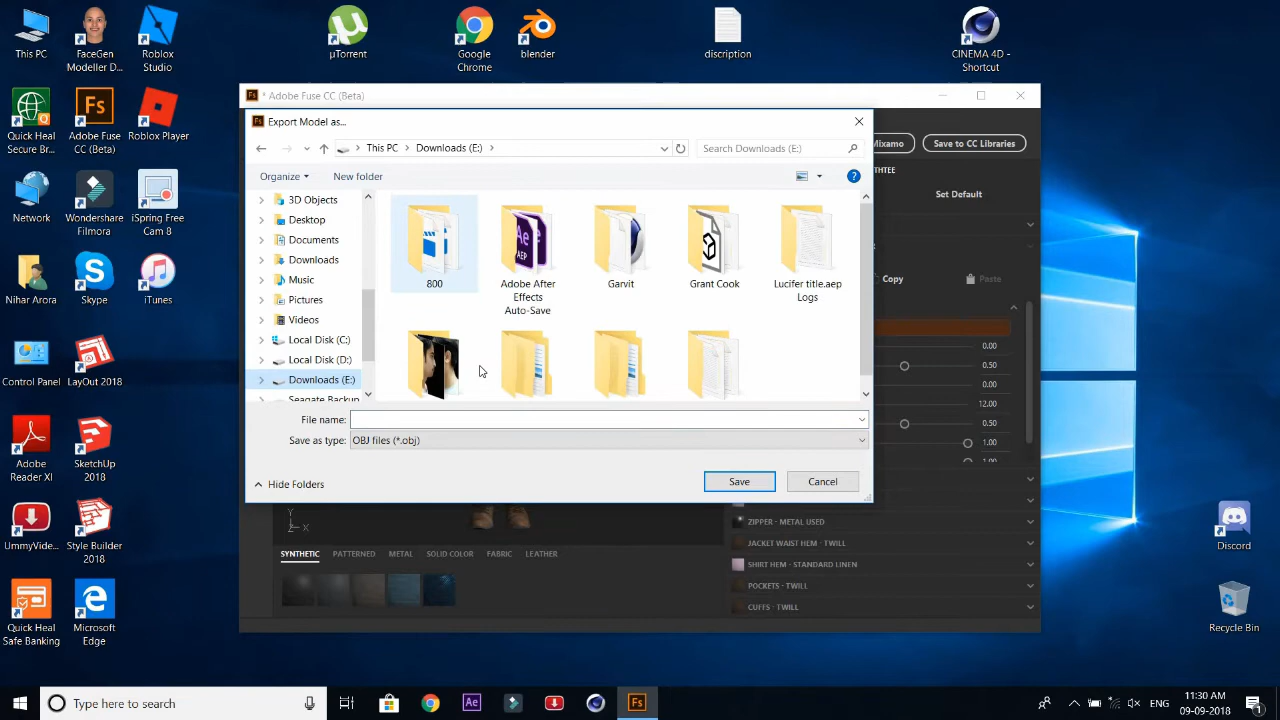 This PC
FaceGen
Modeller D...
Roblox
Studio
µTorrent
Google
Chrome
blender
discription
CINEMA 4D -
Shortcut
Quick Heal
Secure Br...
Adobe Fuse
CC (Beta)
Roblox Player
Network
Wondershare
Filmora
iSpring Free
Cam 8
Nihar Arora
Skype
iTunes
Control Panel
LayOut 2018
Adobe
Reader XI
SketchUp
2018
UmmyVide...
Style Builder
2018
Quick Heal
Safe Banking
Microsoft
Edge
Discord
Recycle Bin
Fs * Adobe Fuse CC (Beta)
Mixamo
Save to CC Libraries
Set Default
Copy
Paste
0.00
0.50
0.00
12.00
0.50
1.00
1.00
ZIPPER - METAL USED
JACKET WAIST HEM - TWILL
SHIRT HEM - STANDARD LINEN
POCKETS - TWILL
CUFFS - TWILL
Y
X
SYNTHETIC PATTERNED METAL SOLID COLOR FABRIC LEATHER
Fs Export Model as...
This PC > Downloads (E:) >
Search Downloads (E:)
Organize
New folder
3D Objects
Desktop
Documents
Downloads
Music
Pictures
Videos
Local Disk (C:)
Local Disk (D:)
Downloads (E:)
Seagate Backup
800
Adobe After
Effects
Auto-Save
Garvit
Grant Cook
Lucifer title.aep
Logs
File name:
Save as type: OBJ files (*.obj)
Hide Folders
Save
Cancel
Type here to search
Ae
Fs
ENG
11:30 AM
09-09-2018